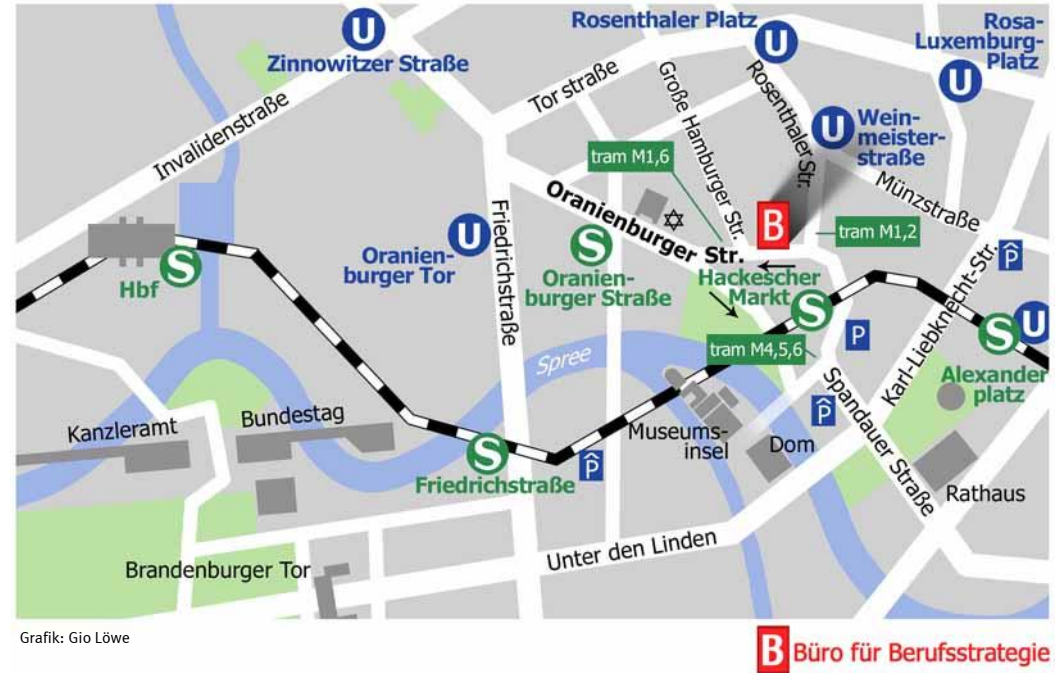 Rosenthaler Platz
U
Rosa-
Luxemburg-
Platz
U
U
Zinnowitzer Straße
U
Wein-
meister-
straße
Tor straße
Große Hamburger Str.
Rosenthaler Str.
Invalidenstraße
tram M1,6
Münzstraße
Oranienburger Str.
B
tram M1,2
Friedrichstraße
U
Oranien-
burger Tor
S
Oranien-
burger Straße
Hackescher
Markt
S
P
Karl-Liebknecht-Str.
S
Hbf
S
U
Alexander
platz
P
tram M4,5,6
Spree
P
Spandauer Straße
Kanzleramt
Bundestag
Museums-
insel
Dom
Rathaus
S
Friedrichstraße
P
Unter den Linden
Brandenburger Tor
Grafik: Gio Löwe
B Büro für Berufsstrategie